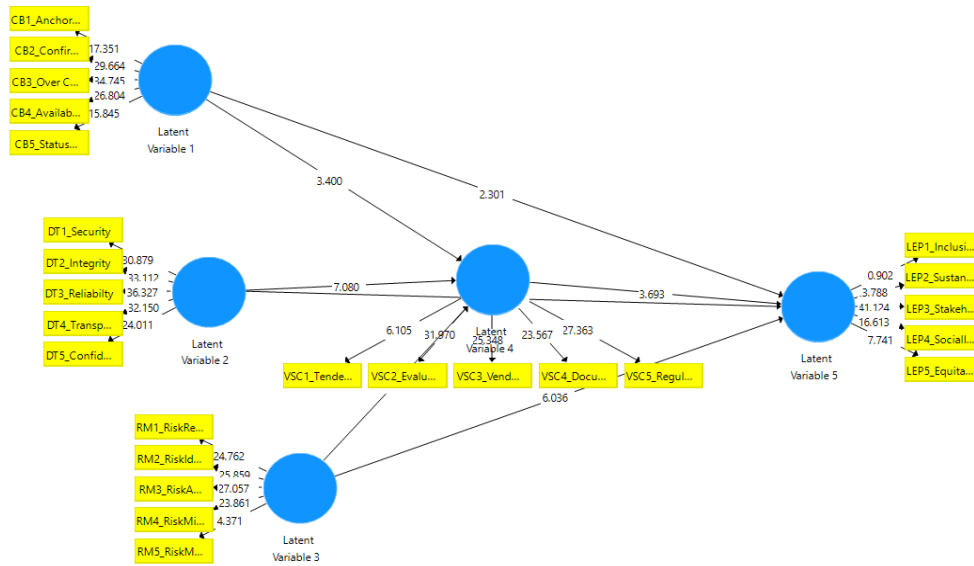 CB1_Anchor...
17.351
CB2_Confir...
29.664
CB3_Over C...
34.745
CB4_Availab...
26.804
CB5_Status...
15.845
Latent
Variable 1
3.400
2.301
DT1_Security
30.879
DT2_Integrity
33.112
DT3_Reliabilty
36.327
DT4_Transp...
32.150
DT5_Confid...
24.011
Latent
Variable 2
7.080
3.693
Latent
Variable 4
6.105
31.970
25.348
23.567
27.363
VSC1_Tende...
VSC2_Evalu...
VSC3_Vend...
VSC4_Docu...
VSC5_Regul...
LEP1_Inclusi...
0.902
LEP2_Sustan...
3.788
LEP3_Stakeh...
41.124
LEP4_Sociall...
16.613
LEP5_Equita...
7.741
Latent
Variable 5
6.036
RM1_RiskRe...
24.762
RM2_RiskId...
25.859
RM3_RiskA...
27.057
RM4_RiskMi...
23.861
RM5_RiskM...
4.371
Latent
Variable 3